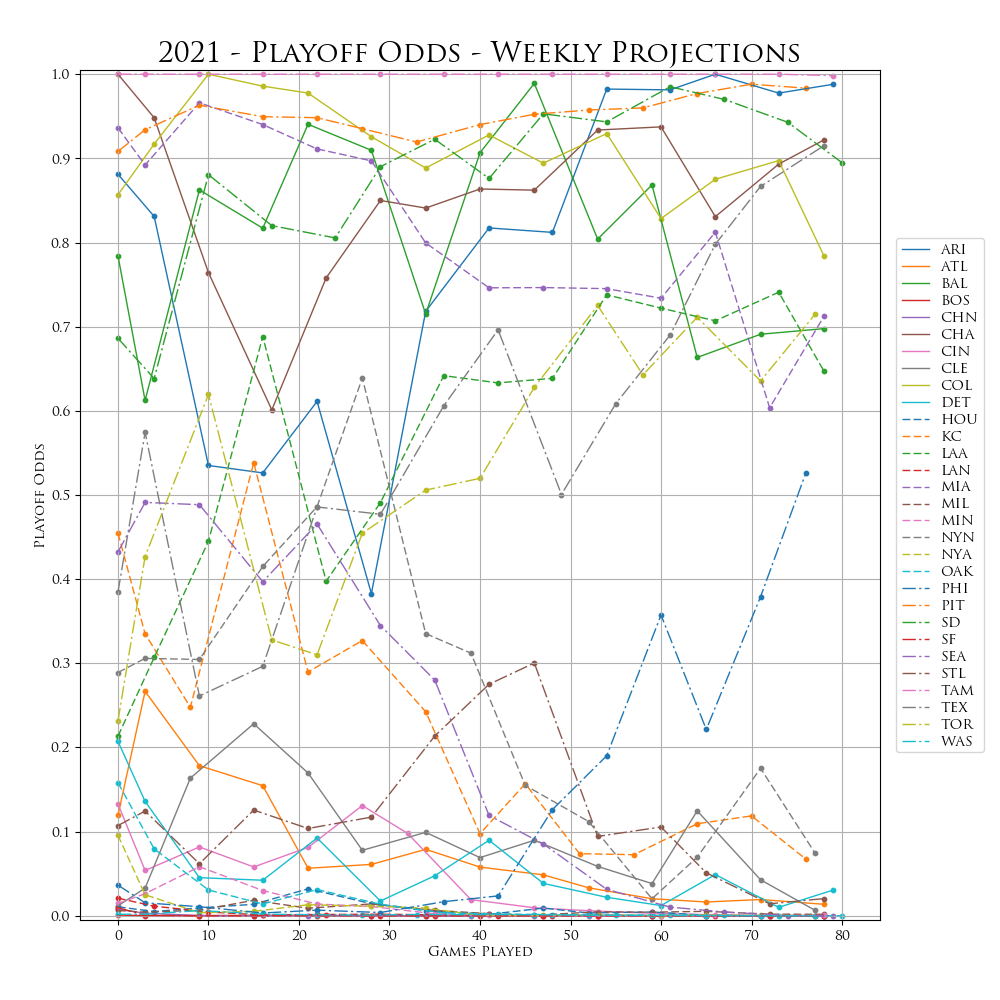 2021 - Playoff Odds - Weekly Projections
1.0
0.9
0.8
0.7
0.6
0.5
0.4
0.3
0.2
0.1
0.0
Playoff Odds
0 10 20 30 40 50 60 70 80
Games Played
ARI
ATL
BAL
BOS
CHN
CHA
CIN
CLE
COL
DET
HOU
KC
LAA
LAN
MIA
MIL
MIN
NYN
NYA
OAK
PHI
PIT
SD
SF
SEA
STL
TAM
TEX
TOR
WAS